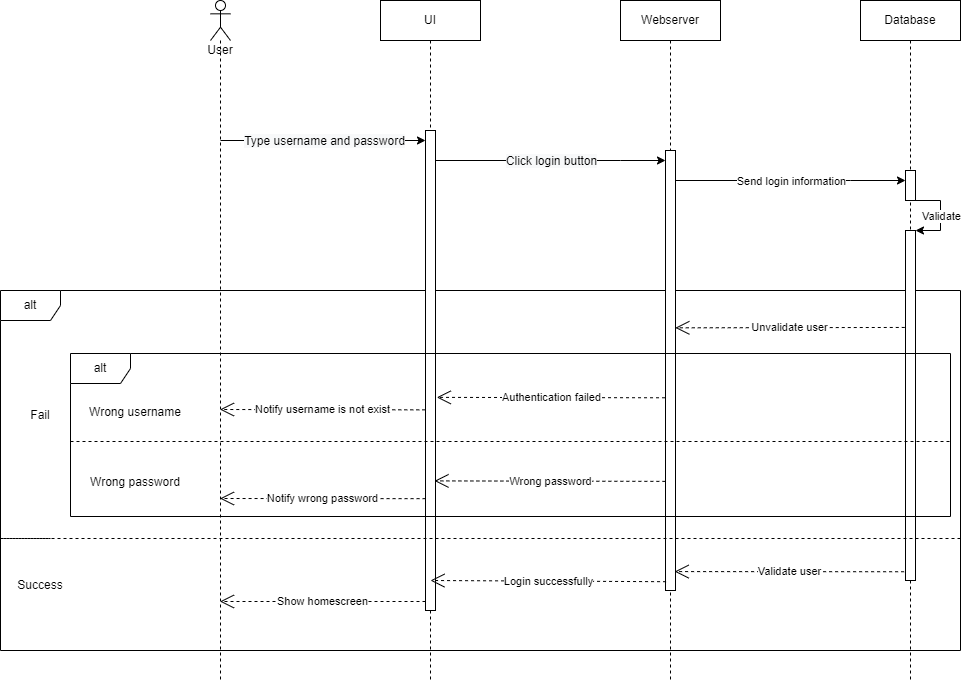 User
UI
Webserver
Database
Type username and password
Click login button
Send login information
Validate
alt
Unvalidate user
alt
Authentication failed
Fail
Wrong username
Notify username is not exist
Wrong password
Wrong password
Notify wrong password
Validate user
Success
Login successfully
Show homescreen